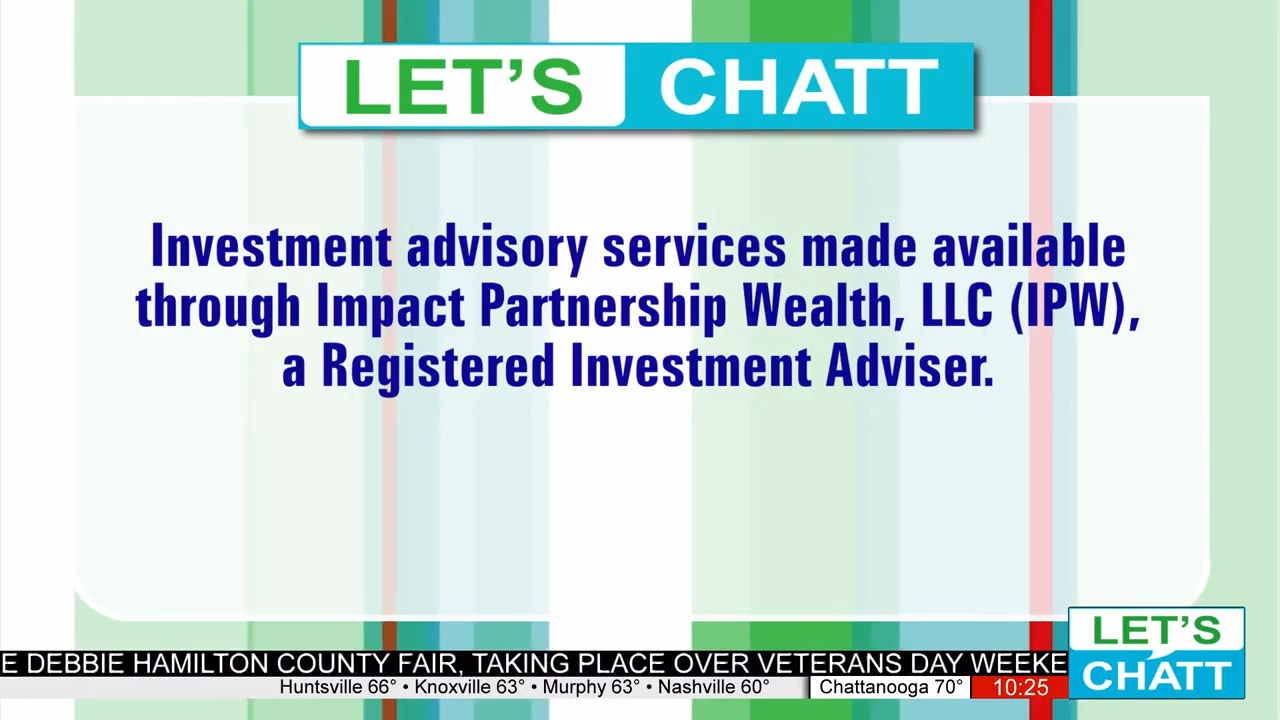 LET'S CHATT
Investment advisory services made available
through Impact Partnership Wealth, LLC (IPW),
a Registered Investment Adviser.
E DEBBIE HAMILTON COUNTY FAIR, TAKING PLACE OVER VETERANS DAY WEEKE
Huntsville 66° • Knoxville 63° • Murphy 63° • Nashville 60° Chattanooga 70° 10:25
LET'S
CHATT